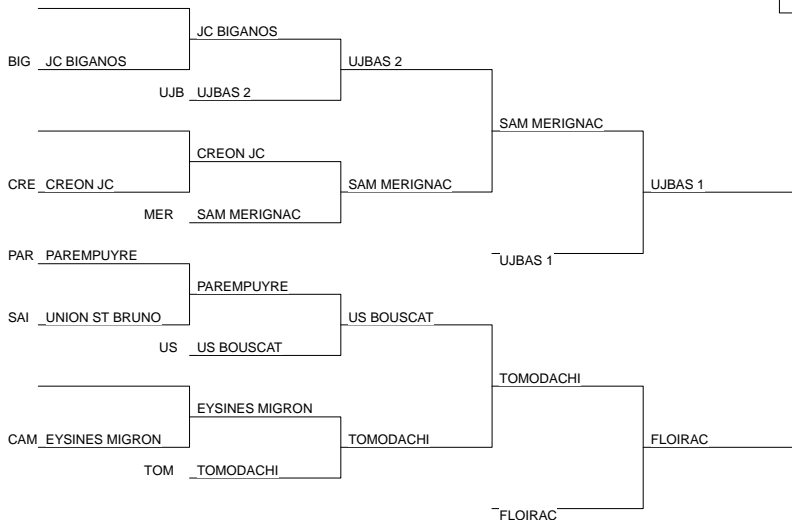 JC BIGANOS
BIG JC BIGANOS
UJBAS 2
UJB UJBAS 2
SAM MERIGNAC
CREON JC
CRE CREON JC
SAM MERIGNAC
UJBAS 1
MER SAM MERIGNAC
PAR PAREMPUYRE
UJBAS 1
PAREMPUYRE
SAI UNION ST BRUNO
US BOUSCAT
US US BOUSCAT
TOMODACHI
EYSINES MIGRON
CAM EYSINES MIGRON
TOMODACHI
FLOIRAC
TOM TOMODACHI
FLOIRAC